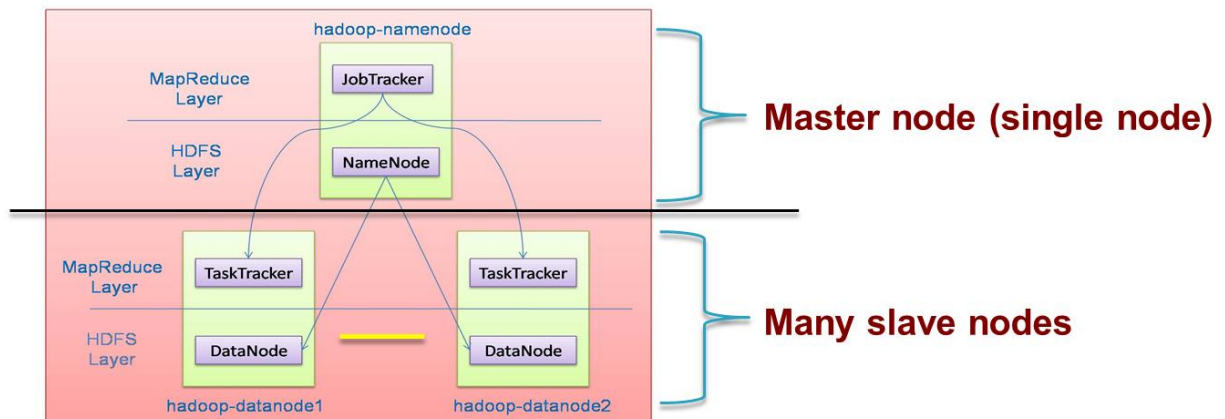 hadoop-namenode
MapReduce
Layer
JobTracker
HDFS
Layer
NameNode
Master node (single node)
MapReduce
Layer
TaskTracker
TaskTracker
HDFS
Layer
DataNode
DataNode
Many slave nodes
hadoop-datanode1
hadoop-datanode2